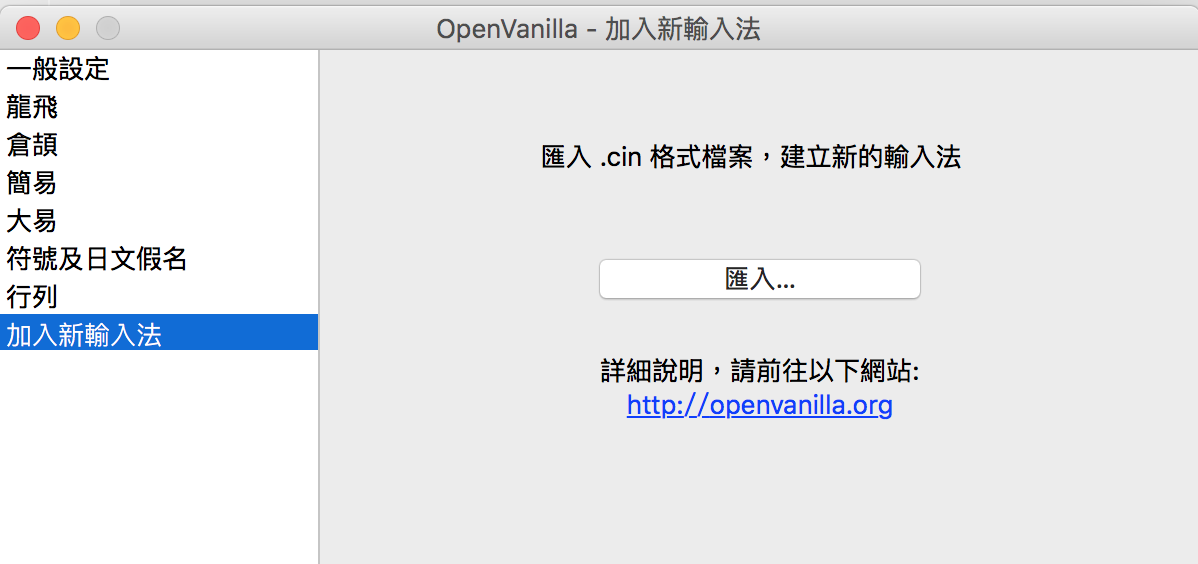 OpenVanilla - 加入新輸入法
一般設定
龍飛
倉頡
簡易
大易
符號及日文假名
行列
加入新輸入法
匯入 .cin 格式檔案，建立新的輸入法
匯入...
詳細說明，請前往以下網站:
http://openvanilla.org